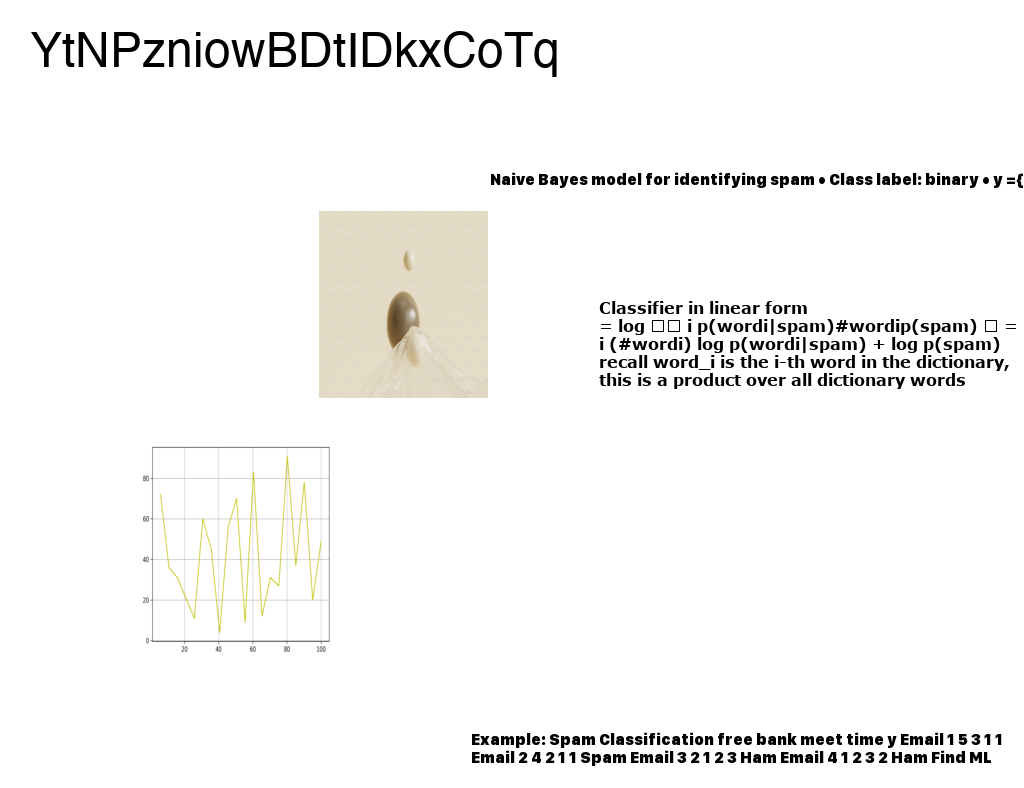 YtNPzniowBDtIDkxCoTq
Naive Bayes model for identifying spam • Class label: binary • y ={
Classifier in linear form
= log □□ i p(wordi|spam)#wordip(spam) □ =
i (#wordi) log p(wordi|spam) + log p(spam)
recall word_i is the i-th word in the dictionary,
this is a product over all dictionary words
80
60
40
20
0
20 40 60 80 100
Example: Spam Classification free bank meet time y Email 1 5 3 1 1
Email 2 4 2 1 1 Spam Email 3 2 1 2 3 Ham Email 4 1 2 3 2 Ham Find ML